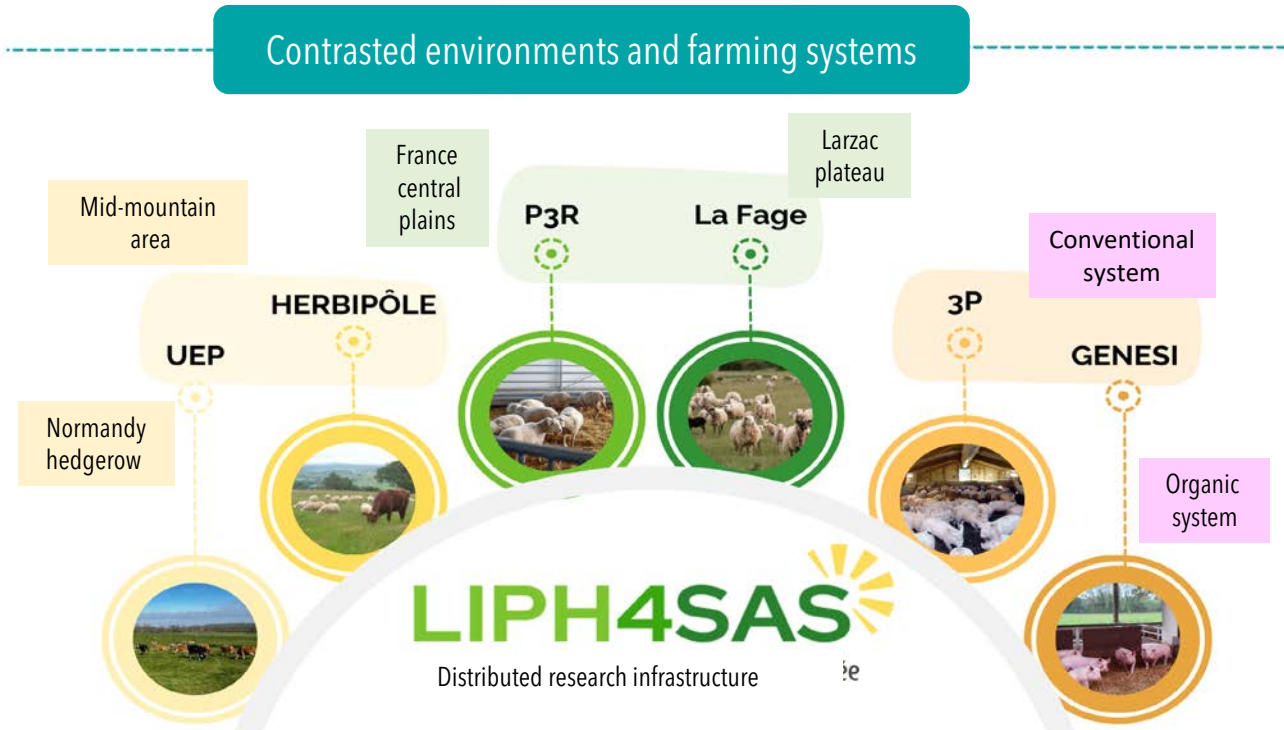 Contrasted environments and farming systems
Mid-mountain
area
France
central
plains
Larzac
plateau
P3R
La Fage
Conventional
system
HERBIPÔLE
UEP
3P
GENESI
Normandy
hedgerow
Organic
system
LIPH4SAS
Distributed research infrastructure